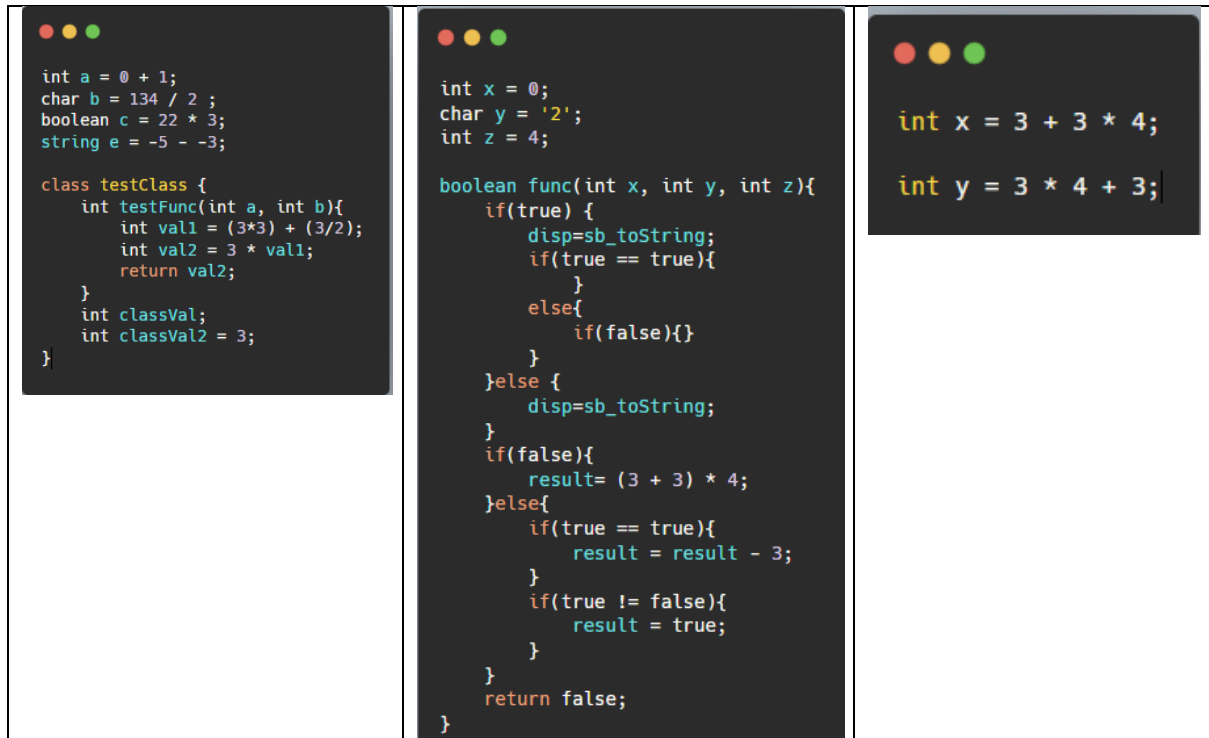 int a = 0 + 1;
char b = 134 / 2 ;
boolean c = 22 * 3;
string e = -5 - -3;

class testClass {
    int testFunc(int a, int b){
        int val1 = (3*3) + (3/2);
        int val2 = 3 * val1;
        return val2;
    }
    int classVal;
    int classVal2 = 3;
}

int x = 0;
char y = '2';
int z = 4;

boolean func(int x, int y, int z){
    if(true) {
        disp=sb_toString;
        if(true == true){
            }
        else{
            if(false){}
        }
    }else {
        disp=sb_toString;
    }
    if(false){
        result= (3 + 3) * 4;
    }else{
        if(true == true){
            result = result - 3;
        }
        if(true != false){
            result = true;
        }
    }
    return false;
}

int x = 3 + 3 * 4;

int y = 3 * 4 + 3;